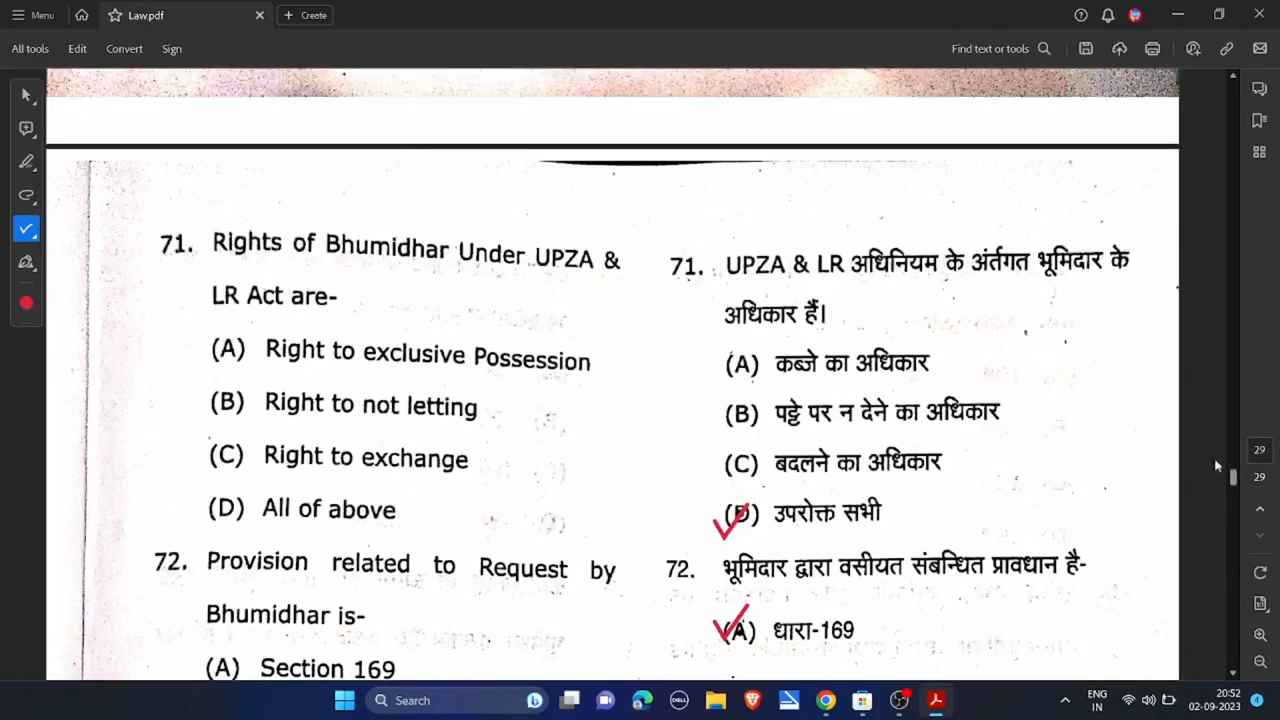 Menu
Law.pdf
Create
All tools Edit Convert Sign
Find text or tools
71. Rights of Bhumidhar Under UPZA &
LR Act are-
(A) Right to exclusive Possession
(B) Right to not letting
(C) Right to exchange
(D) All of above
72. Provision related to Request by
Bhumidhar is-
(A) Section 169
71. UPZA & LR अधिनियम के अंर्तगत भूमिदार के
अधिकार हैं।
(A) कब्जे का अधिकार
(B) पट्टे पर न देने का अधिकार
(C) बदलने का अधिकार
(D) उपरोक्त सभी
72. भूमिदार द्वारा वसीयत संबन्धित प्रावधान है-
(A) धारा-169
29
29
Search
DELL
ENG
IN
20:52
02-09-2023
4